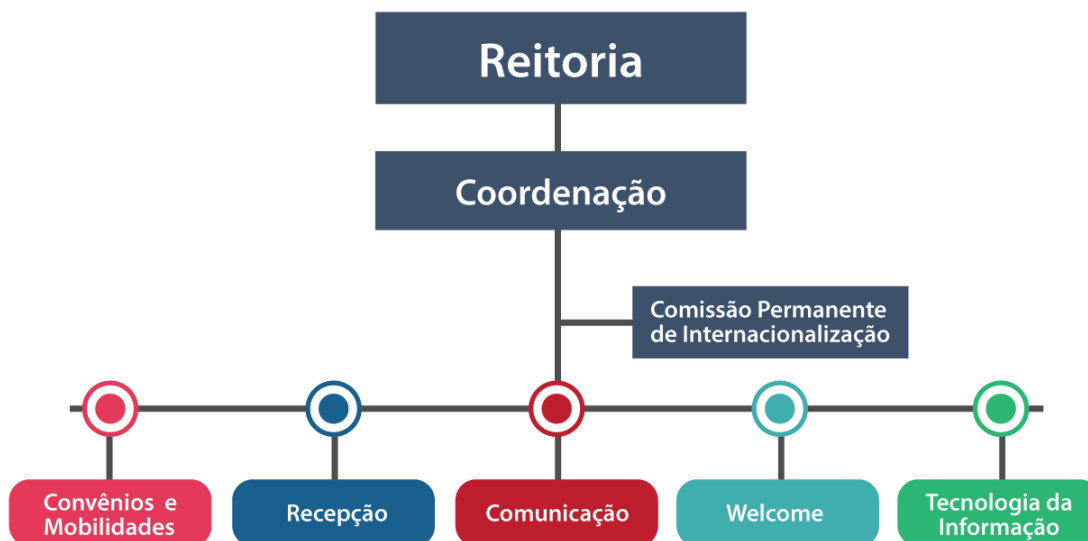 Reitoria
Coordenação
Comissão Permanente
de Internacionalização
Convênios e
Mobilidades
Recepção
Comunicação
Welcome
Tecnologia da
Informação